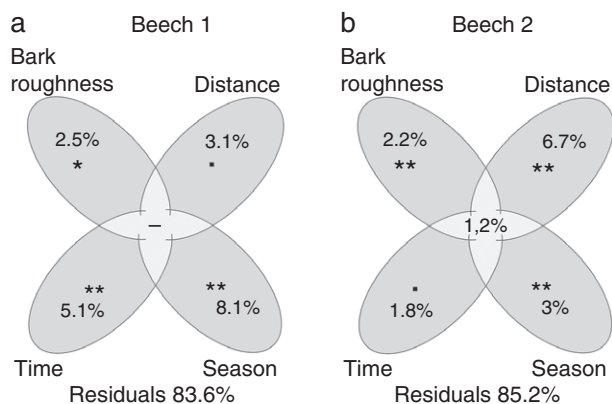 a
Beech 1
Bark
roughness
Distance
2.5%
*
3.1%
▪
–
**
5.1%
**
8.1%
Time
Season
Residuals 83.6%
b
Beech 2
Bark
roughness
Distance
2.2%
**
6.7%
**
1,2%
▪
1.8%
**
3%
Time
Season
Residuals 85.2%